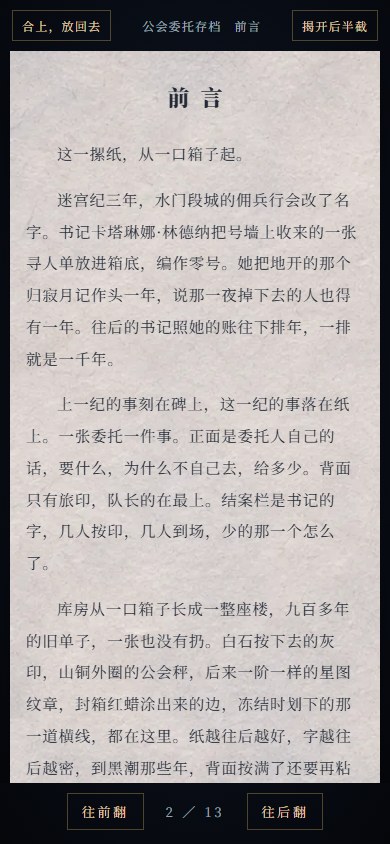 合上，放回去
公会委托存档　前言
揭开后半截
前言
这一摞纸，从一口箱子起。
迷宫纪三年，水门段城的佣兵行会改了名
字。书记卡塔琳娜·林德纳把号墙上收来的一张
寻人单放进箱底，编作零号。她把地开的那个
归寂月记作头一年，说那一夜掉下去的人也得
有一年。往后的书记照她的账往下排年，一排
就是一千年。
上一纪的事刻在碑上，这一纪的事落在纸
上。一张委托一件事。正面是委托人自己的
话，要什么，为什么不自己去，给多少。背面
只有旅印，队长的在最上。结案栏是书记的
字，几人按印，几人到场，少的那一个怎么
了。
库房从一口箱子长成一整座楼，九百多年
的旧单子，一张也没有扔。白石按下去的灰
印，山铜外圈的公会秤，后来一阶一样的星图
纹章，封箱红蜡涂出来的边，冻结时划下的那
一道横线，都在这里。纸越往后越好，字越往
后越密，到黑潮那些年，背面按满了还要再粘
往前翻
2 ／ 13
往后翻